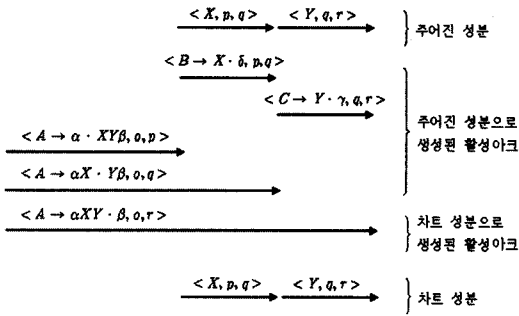 < X, p, q > < Y, q, r >
주어진 성분
< B → X · δ, p, q >
< C → Y · γ, q, r >
주어진 성분으로
생성된 활성아크
< A → α · XYβ, o, p >
< A → αX · Yβ, o, q >
< A → αXY · β, o, r >
차트 성분으로
생성된 활성아크
< X, p, q > < Y, q, r >
차트 성분